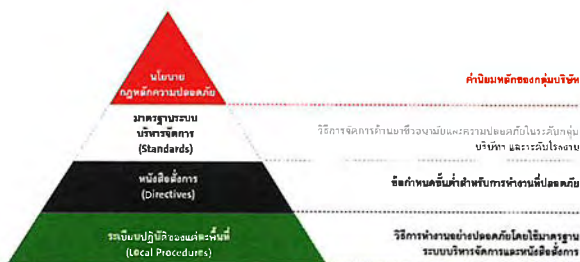 นโยบาย
กฎหลักความปลอดภัย
ค่านิยมหลักของกลุ่มบริษัท
มาตรฐานระบบ
บริหารจัดการ
(Standards)
วิธีการจัดการด้านอาชีวอนามัยและความปลอดภัยในระดับกลุ่ม
บริษัทฯ และระดับโรงงาน
หนังสือสั่งการ
(Directives)
ข้อกำหนดขั้นต่ำสำหรับการทำงานที่ปลอดภัย
ระเบียบปฏิบัติของแต่ละพื้นที่
(Local Procedures)
วิธีการทำงานอย่างปลอดภัยโดยใช้มาตรฐาน
ระบบบริหารจัดการและหนังสือสั่งการ